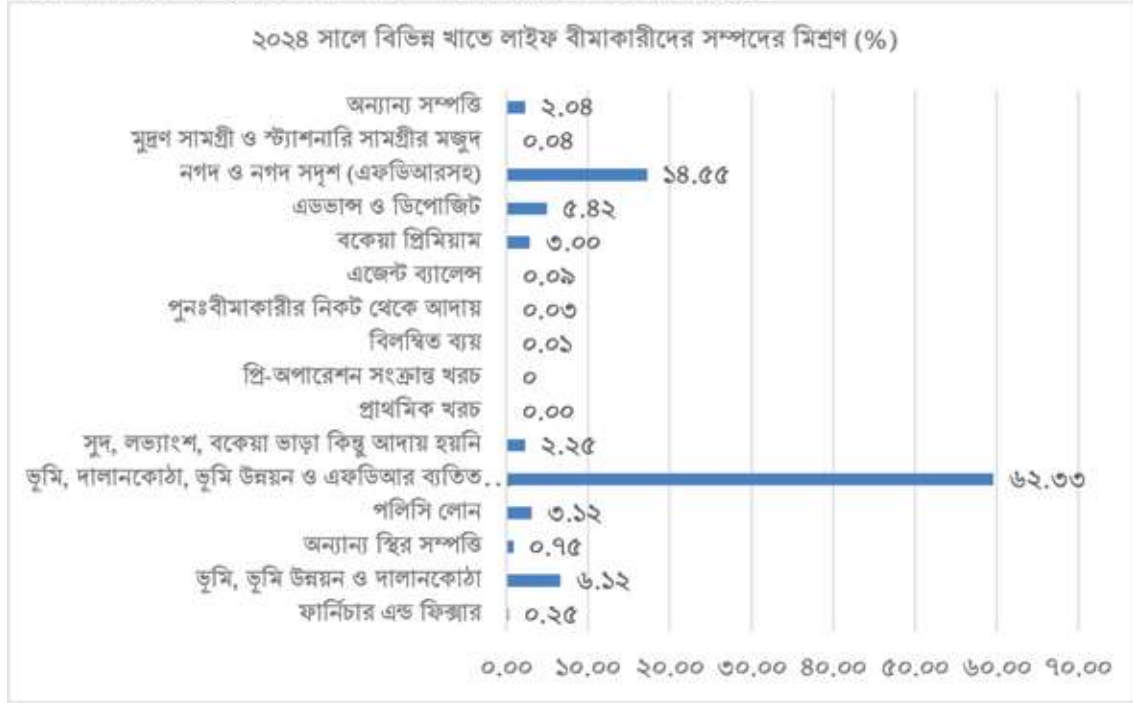 ২০২৪ সালে বিভিন্ন খাতে লাইফ বীমাকারীদের সম্পদের মিশ্রণ (%)
অন্যান্য সম্পত্তি ২.০৪
মুদ্রণ সামগ্রী ও স্ট্যাশনারি সামগ্রীর মজুদ ০.০৪
নগদ ও নগদ সদৃশ (এফডিআরসহ) ১৪.৫৫
এডভান্স ও ডিপোজিট ৫.৪২
বকেয়া প্রিমিয়াম ৩.০০
এজেন্ট ব্যালেন্স ০.০৯
পুনঃবীমাকারীর নিকট থেকে আদায় ০.০৩
বিলম্বিত ব্যয় ০.০১
প্রি-অপারেশন সংক্রান্ত খরচ ০
প্রাথমিক খরচ ০.০০
সুদ, লভ্যাংশ, বকেয়া ভাড়া কিন্তু আদায় হয়নি ২.২৫
ভূমি, দালানকোঠা, ভূমি উন্নয়ন ও এফডিআর ব্যতিত.. ৬২.৩৩
পলিসি লোন ৩.১২
অন্যান্য স্থির সম্পত্তি ০.৭৫
ভূমি, ভূমি উন্নয়ন ও দালানকোঠা ৬.১২
ফার্নিচার এন্ড ফিক্সার ০.২৫
০.০০ ১০.০০ ২০.০০ ৩০.০০ ৪০.০০ ৫০.০০ ৬০.০০ ৭০.০০